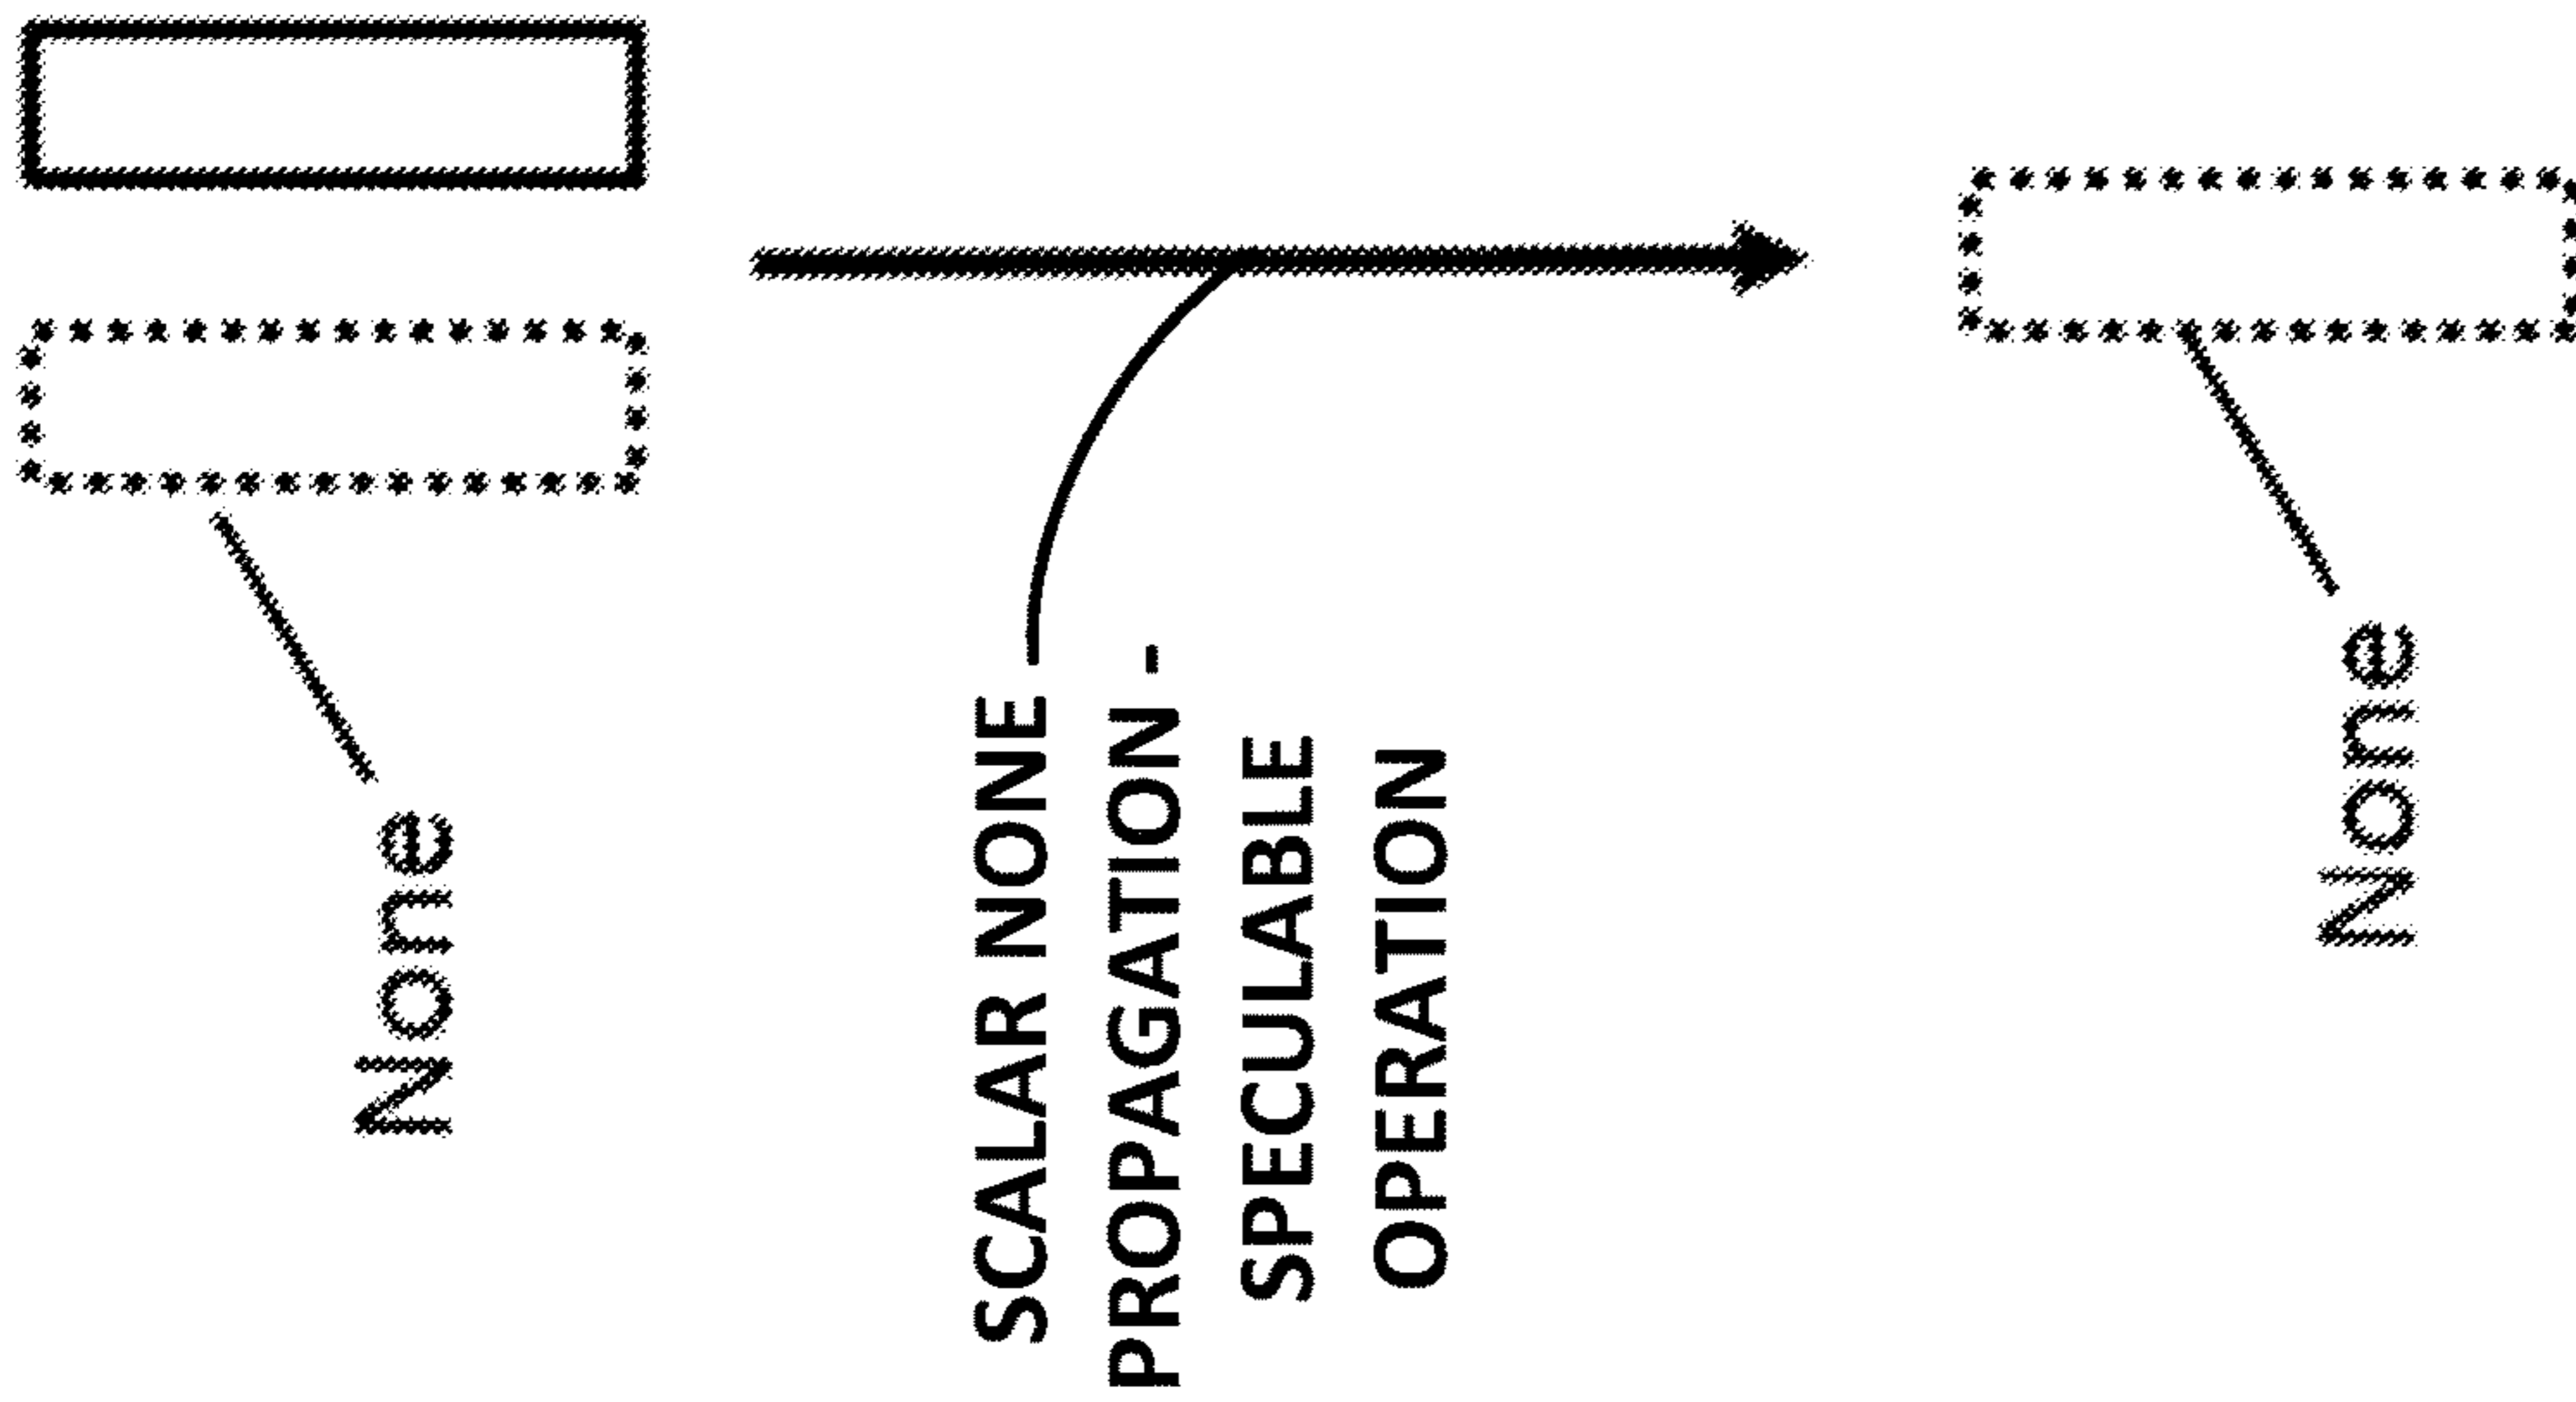 None
SCALAR NONE
PROPAGATION -
SPECULABLE
OPERATION
None